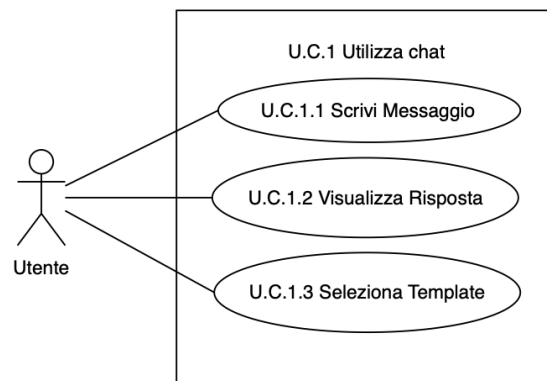 U.C.1 Utilizza chat
U.C.1.1 Scrivi Messaggio
U.C.1.2 Visualizza Risposta
Utente
U.C.1.3 Seleziona Template